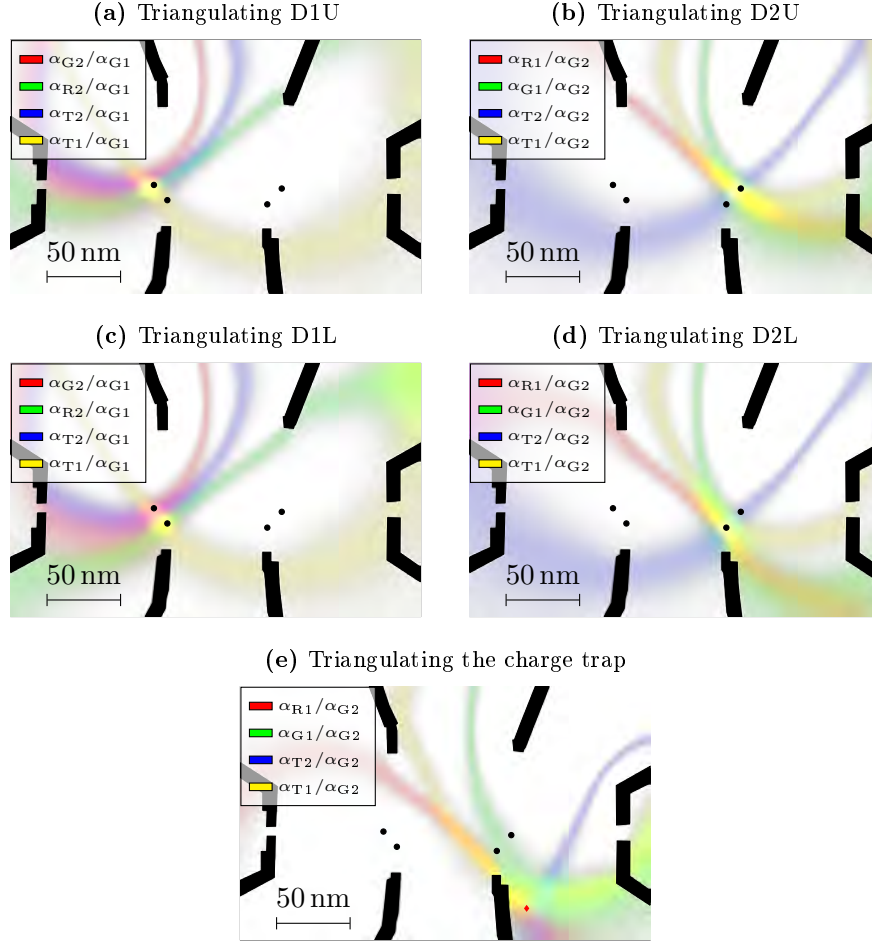 (a) Triangulating D1U
αG2/αG1
αR2/αG1
αT2/αG1
αT1/αG1
50 nm
(b) Triangulating D2U
αR1/αG2
αG1/αG2
αT2/αG2
αT1/αG2
50 nm
(c) Triangulating D1L
αG2/αG1
αR2/αG1
αT2/αG1
αT1/αG1
50 nm
(d) Triangulating D2L
αR1/αG2
αG1/αG2
αT2/αG2
αT1/αG2
50 nm
(e) Triangulating the charge trap
αR1/αG2
αG1/αG2
αT2/αG2
αT1/αG2
50 nm